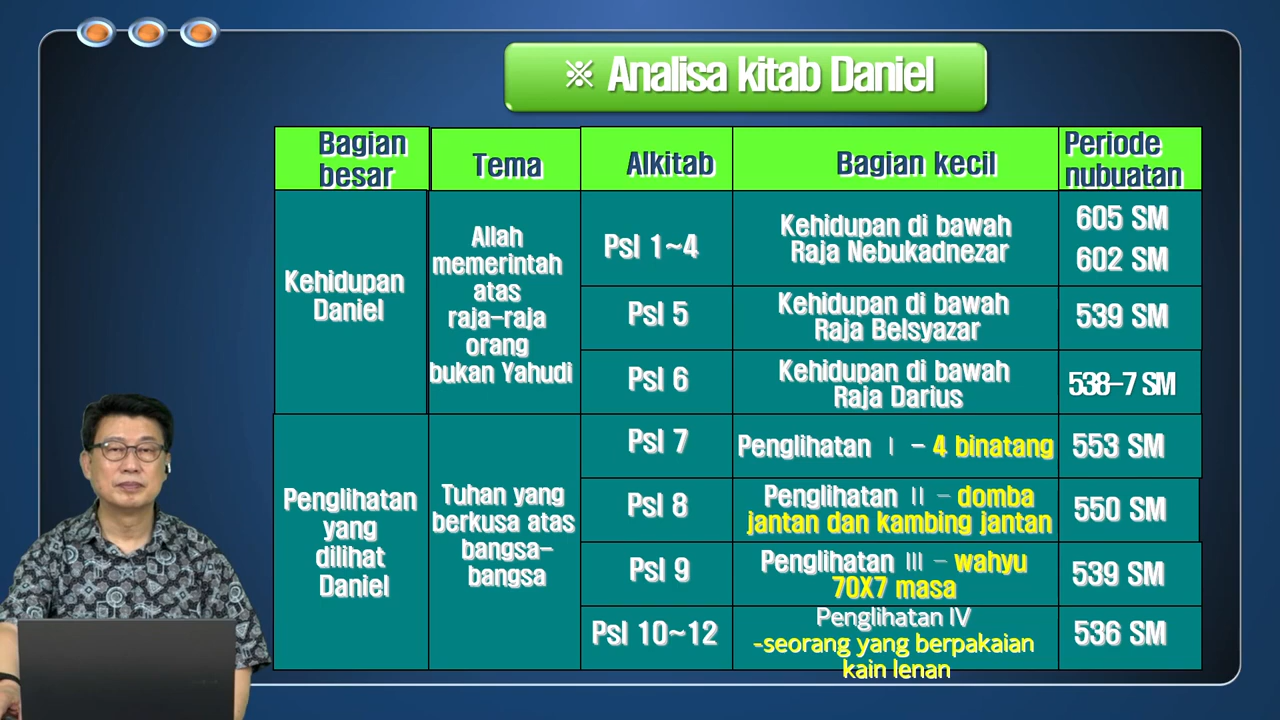 ※ Analisa kitab Daniel
Bagian
besar
Tema
Alkitab
Bagian kecil
Periode
nubuatan
Kehidupan
Daniel
Allah
memerintah
atas
raja-raja
orang
bukan Yahudi
Psl 1~4
Kehidupan di bawah
Raja Nebukadnezar
605 SM
602 SM
Psl 5
Kehidupan di bawah
Raja Belsyazar
539 SM
Psl 6
Kehidupan di bawah
Raja Darius
538-7 SM
Penglihatan
yang
dilihat
Daniel
Tuhan yang
berkusa atas
bangsa-
bangsa
Psl 7
Penglihatan Ⅰ - 4 binatang
553 SM
Psl 8
Penglihatan Ⅱ - domba
jantan dan kambing jantan
550 SM
Psl 9
Penglihatan Ⅲ - wahyu
70X7 masa
539 SM
Psl 10~12
Penglihatan IV
-seorang yang berpakaian
kain lenan
536 SM